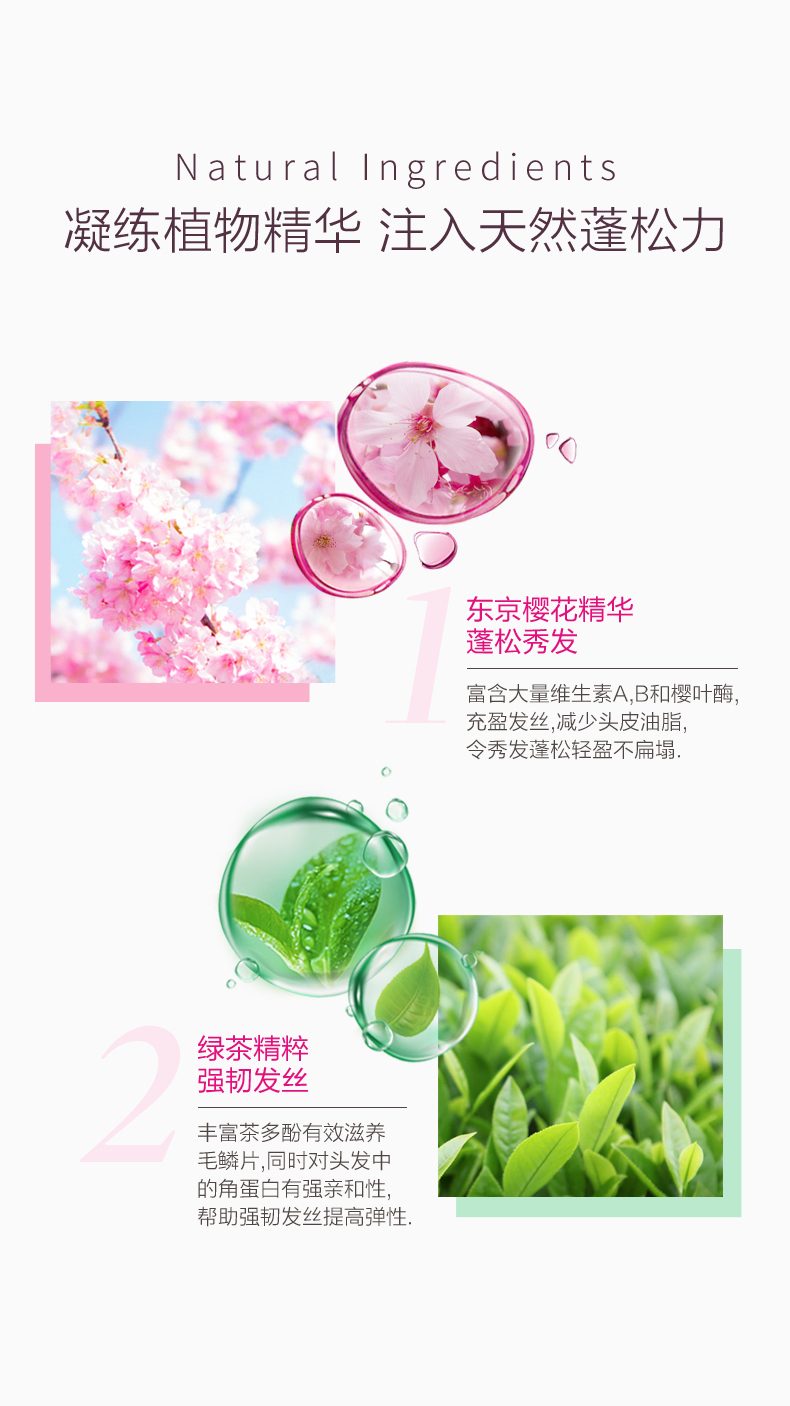 Natural Ingredients
凝练植物精华 注入天然蓬松力
1
东京樱花精华
蓬松秀发
富含大量维生素A,B和樱叶酶,
充盈发丝,减少头皮油脂,
令秀发蓬松轻盈不扁塌.
2
绿茶精粹
强韧发丝
丰富茶多酚有效滋养
毛鳞片,同时对头发中
的角蛋白有强亲和性,
帮助强韧发丝提高弹性.